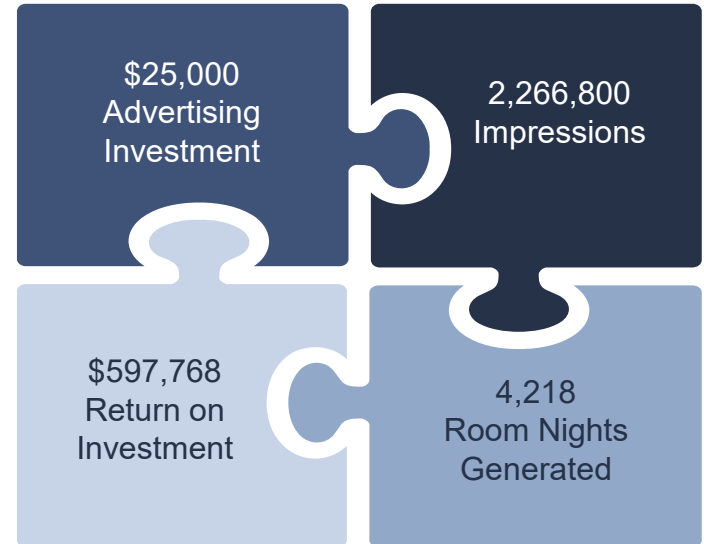 $25,000
Advertising
Investment
2,266,800
Impressions
$597,768
Return on
Investment
4,218
Room Nights
Generated